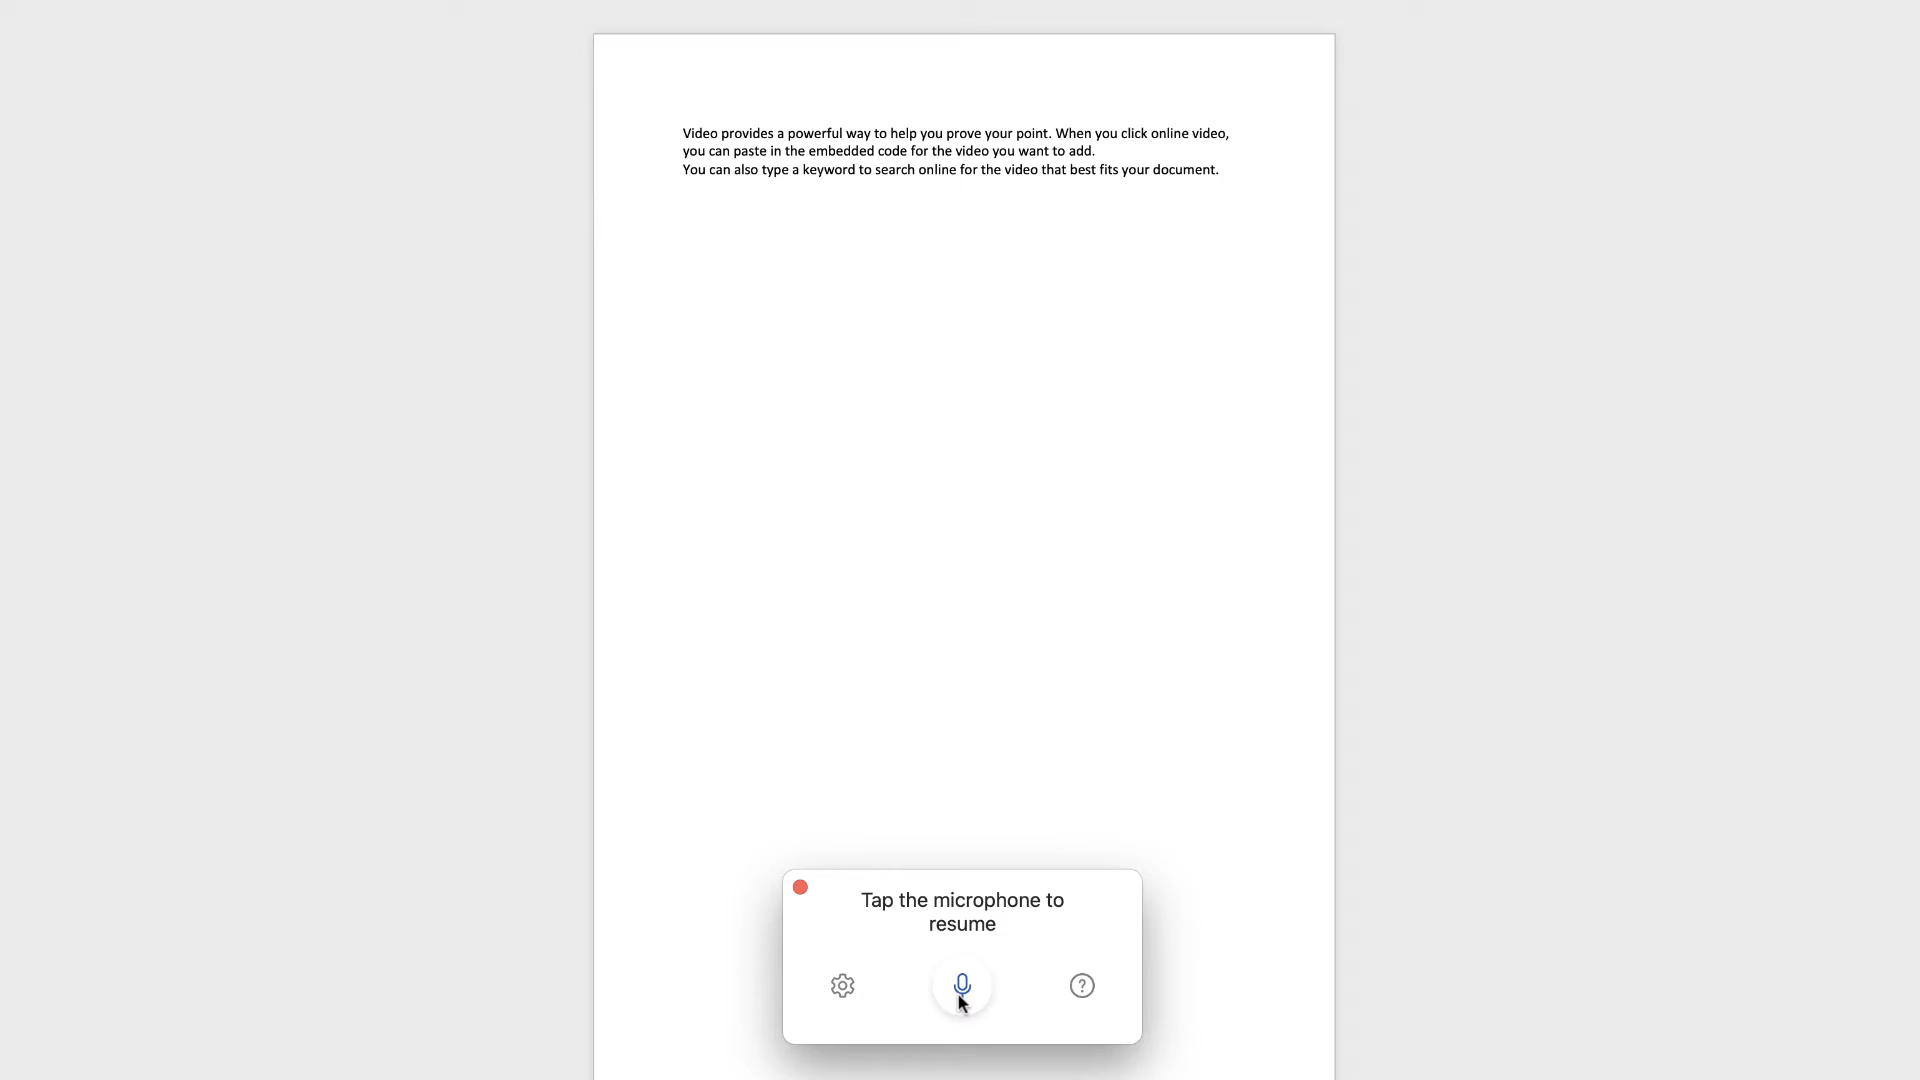 Video provides a powerful way to help you prove your point. When you click online video,
you can paste in the embedded code for the video you want to add.
You can also type a keyword to search online for the video that best fits your document.
Tap the microphone to
resume